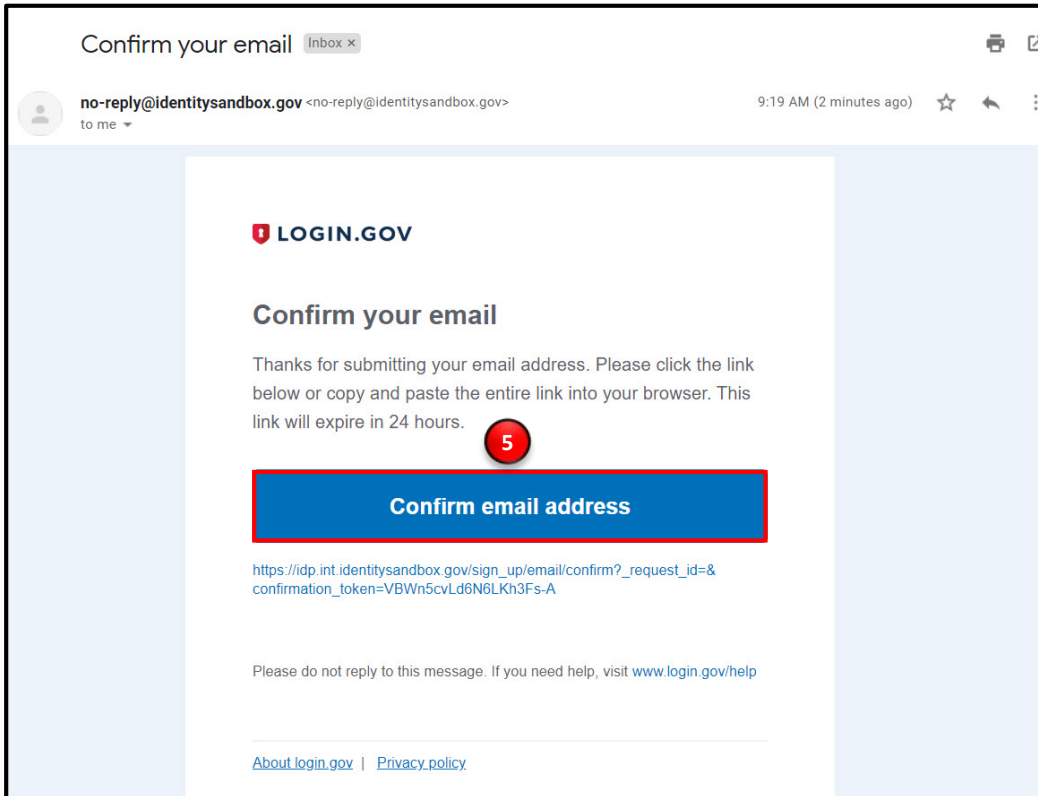 Confirm your email Inbox ×
no-reply@identitysandbox.gov <no-reply@identitysandbox.gov> 9:19 AM (2 minutes ago)
to me
LOGIN.GOV
Confirm your email
Thanks for submitting your email address. Please click the link
below or copy and paste the entire link into your browser. This
link will expire in 24 hours.
5
Confirm email address
https://idp.int.identitysandbox.gov/sign_up/email/confirm?_request_id=&
confirmation_token=VBWn5cvLd6N6LKh3Fs-A
Please do not reply to this message. If you need help, visit www.login.gov/help
About login.gov | Privacy policy